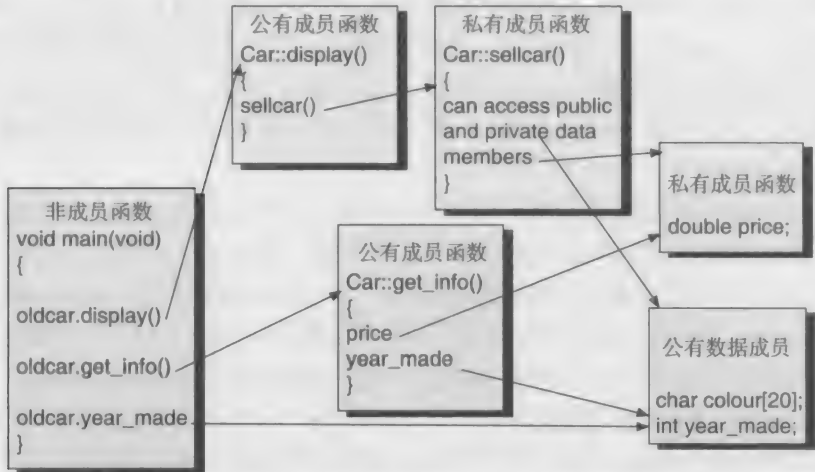 公有成员函数
Car::display()
{
sellcar()
}
私有成员函数
Car::sellcar()
{
can access public
and private data
members
}
私有成员函数
double price;
非成员函数
void main(void)
{
oldcar.display()
oldcar.get_info()
oldcar.year_made
}
公有成员函数
Car::get_info()
{
price
year_made
}
公有数据成员
char colour[20];
int year_made;